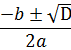 −b ± √D
2a